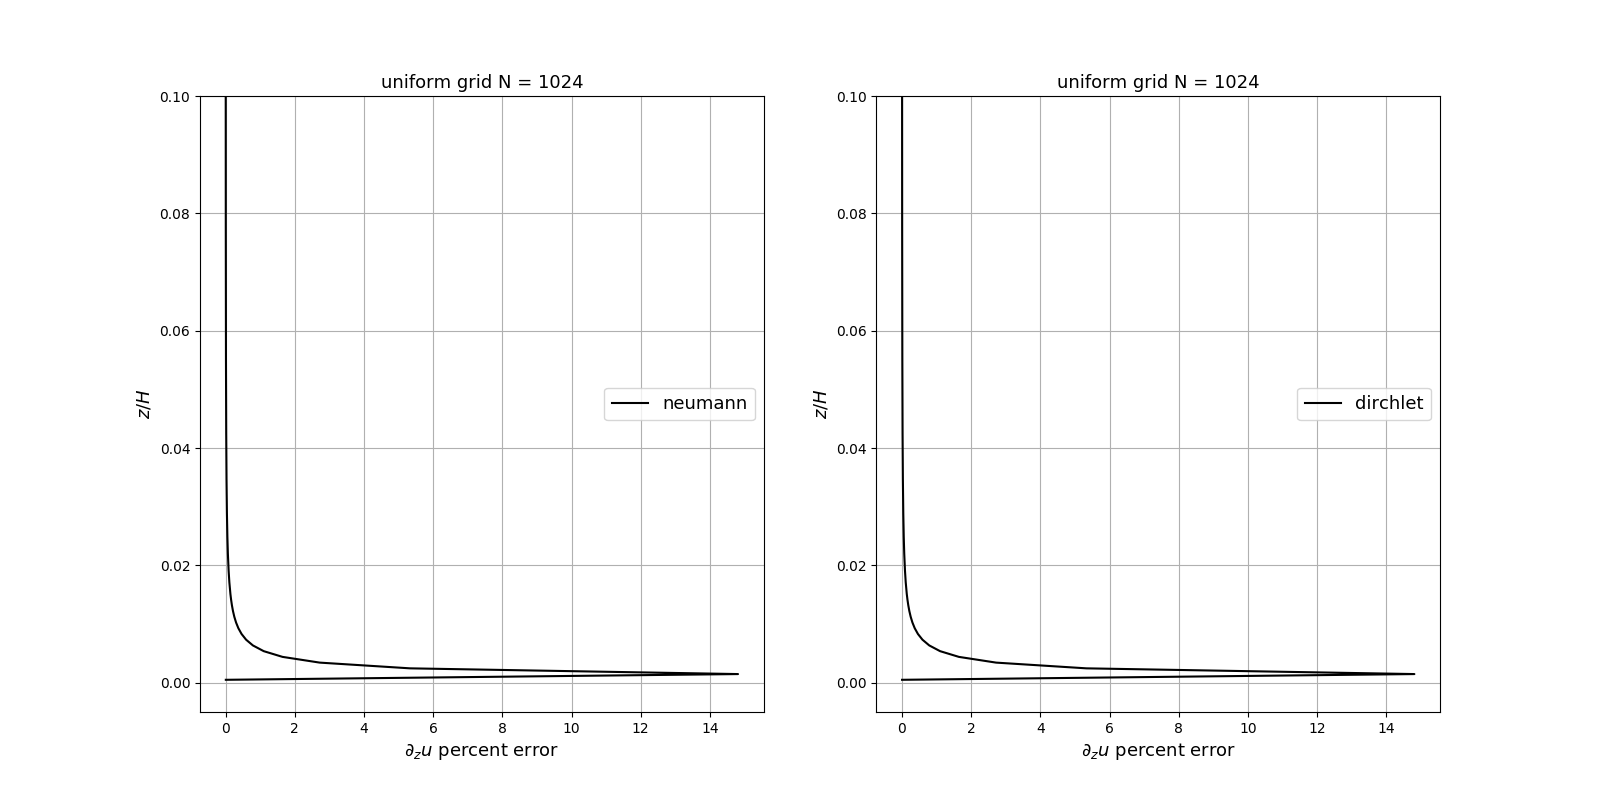 uniform grid N = 1024
0.10
0.08
0.06
0.04
0.02
0.00
z/H
neumann
0 2 4 6 8 10 12 14
∂zu percent error
uniform grid N = 1024
0.10
0.08
0.06
0.04
0.02
0.00
z/H
dirchlet
0 2 4 6 8 10 12 14
∂zu percent error